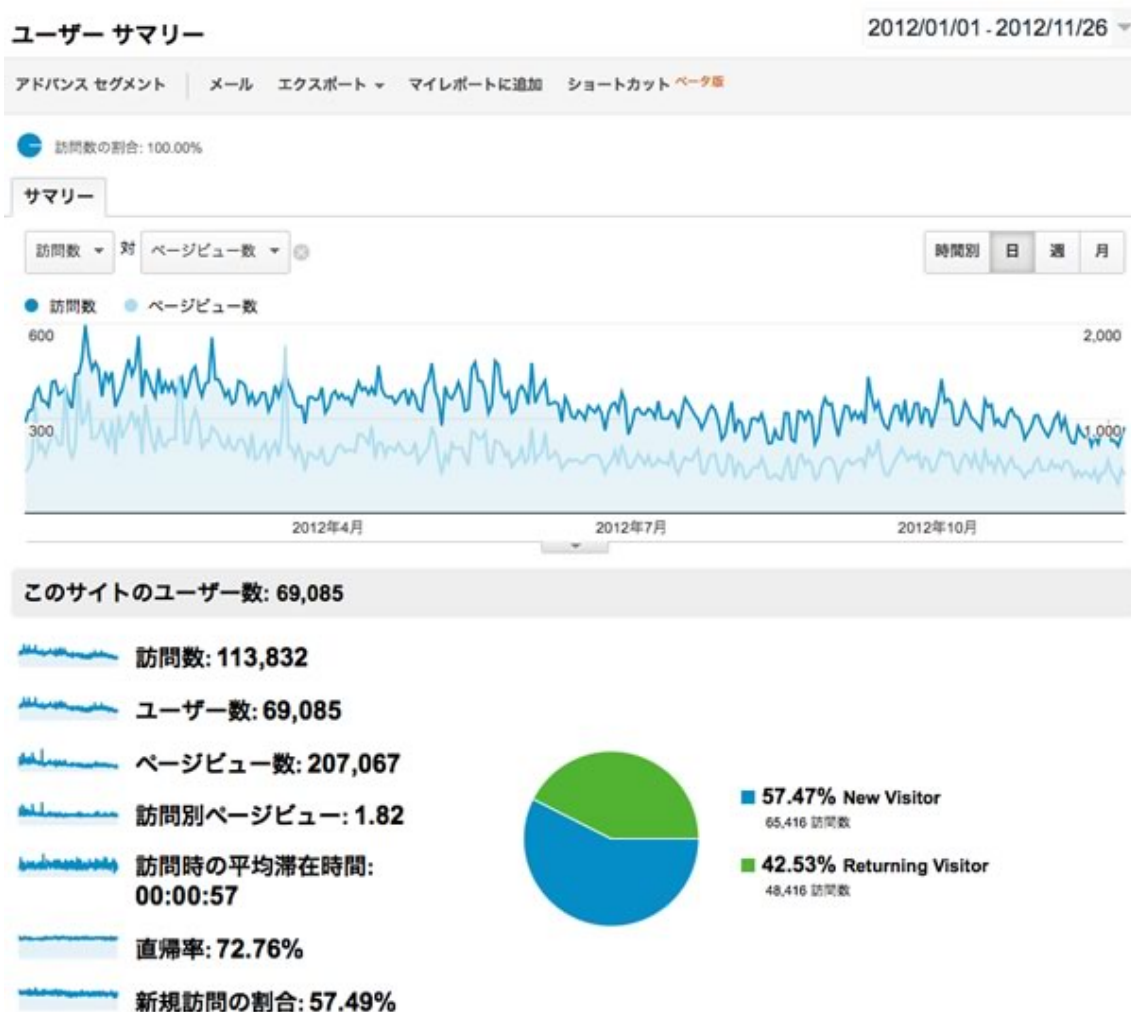 ユーザー サマリー
2012/01/01 - 2012/11/26
アドバンス セグメント メール エクスポート マイレポートに追加 ショートカット ベータ版
訪問数の割合: 100.00%
サマリー
訪問数 対 ページビュー数
時間別 日 週 月
訪問数 ページビュー数
600 2,000
300 1,000
2012年4月 2012年7月 2012年10月
このサイトのユーザー数: 69,085
訪問数: 113,832
ユーザー数: 69,085
ページビュー数: 207,067
訪問別ページビュー: 1.82
訪問時の平均滞在時間:
00:00:57
直帰率: 72.76%
新規訪問の割合: 57.49%
57.47% New Visitor
65,416 訪問数
42.53% Returning Visitor
48,416 訪問数